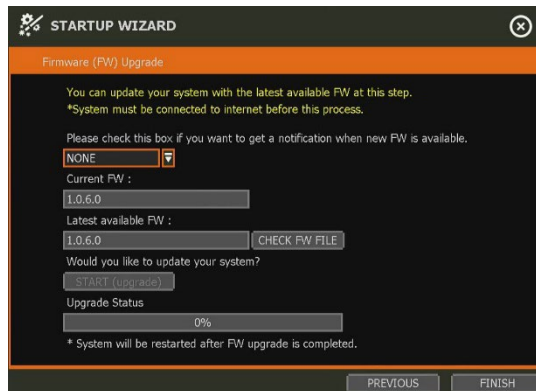 STARTUP WIZARD
Firmware (FW) Upgrade
You can update your system with the latest available FW at this step.
*System must be connected to internet before this process.
Please check this box if you want to get a notification when new FW is available.
NONE
Current FW :
1.0.6.0
Latest available FW :
1.0.6.0 CHECK FW FILE
Would you like to update your system?
START (upgrade)
Upgrade Status
0%
* System will be restarted after FW upgrade is completed.
PREVIOUS FINISH